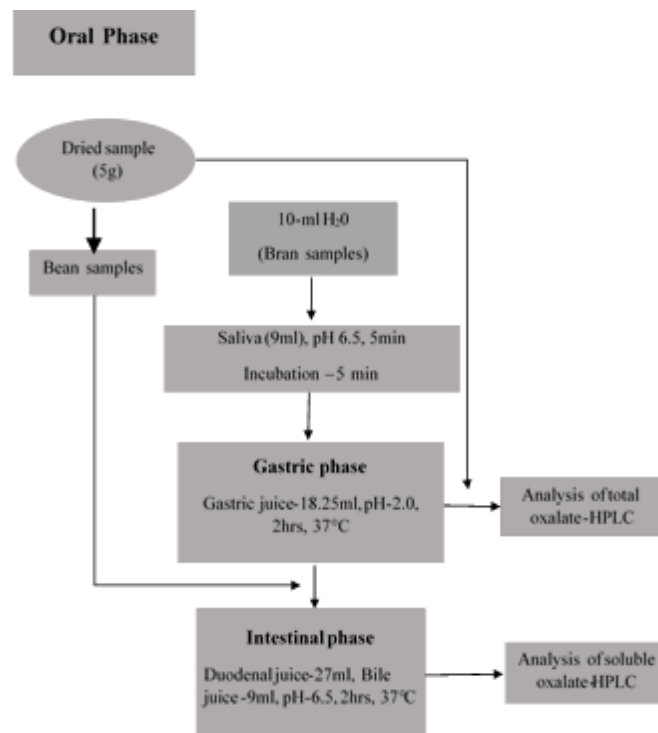 Oral Phase
Dried sample
(5g)
10-ml H₂0
(Bran samples)
Bean samples
Saliva (9ml), pH 6.5, 5min
Incubation –5 min
Gastric phase
Gastric juice-18.25ml, pH-2.0,
2hrs, 37°C
Analysis of total
oxalate-HPLC
Intestinal phase
Duodenal juice-27ml, Bile
juice-9ml, pH-6.5, 2hrs, 37°C
Analysis of soluble
oxalate-HPLC